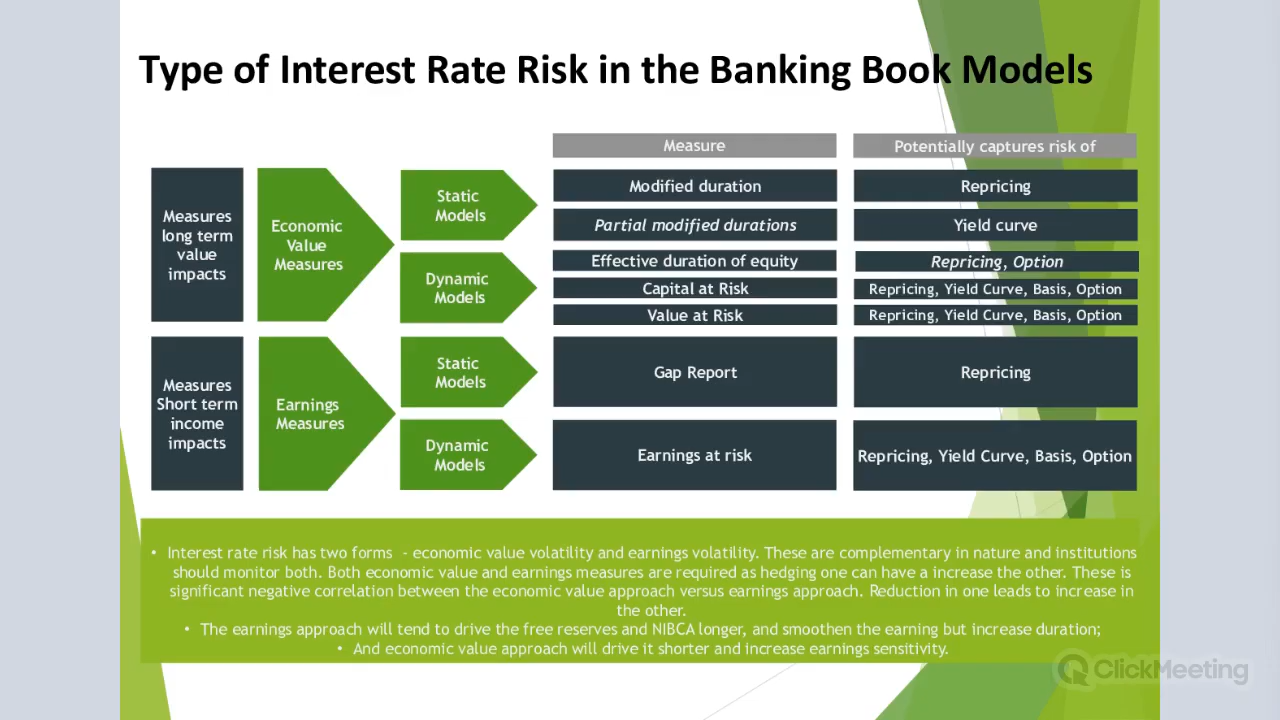 Type of Interest Rate Risk in the Banking Book Models
Measure
Potentially captures risk of
Measures
long term
value
impacts
Economic
Value
Measures
Static
Models
Modified duration
Repricing
Partial modified durations
Yield curve
Dynamic
Models
Effective duration of equity
Repricing, Option
Capital at Risk
Repricing, Yield Curve, Basis, Option
Value at Risk
Repricing, Yield Curve, Basis, Option
Measures
Short term
income
impacts
Earnings
Measures
Static
Models
Gap Report
Repricing
Dynamic
Models
Earnings at risk
Repricing, Yield Curve, Basis, Option
• Interest rate risk has two forms - economic value volatility and earnings volatility. These are complementary in nature and institutions
should monitor both. Both economic value and earnings measures are required as hedging one can have a increase the other. These is
significant negative correlation between the economic value approach versus earnings approach. Reduction in one leads to increase in
the other.
• The earnings approach will tend to drive the free reserves and NIBCA longer, and smoothen the earning but increase duration;
• And economic value approach will drive it shorter and increase earnings sensitivity.
ClickMeeting